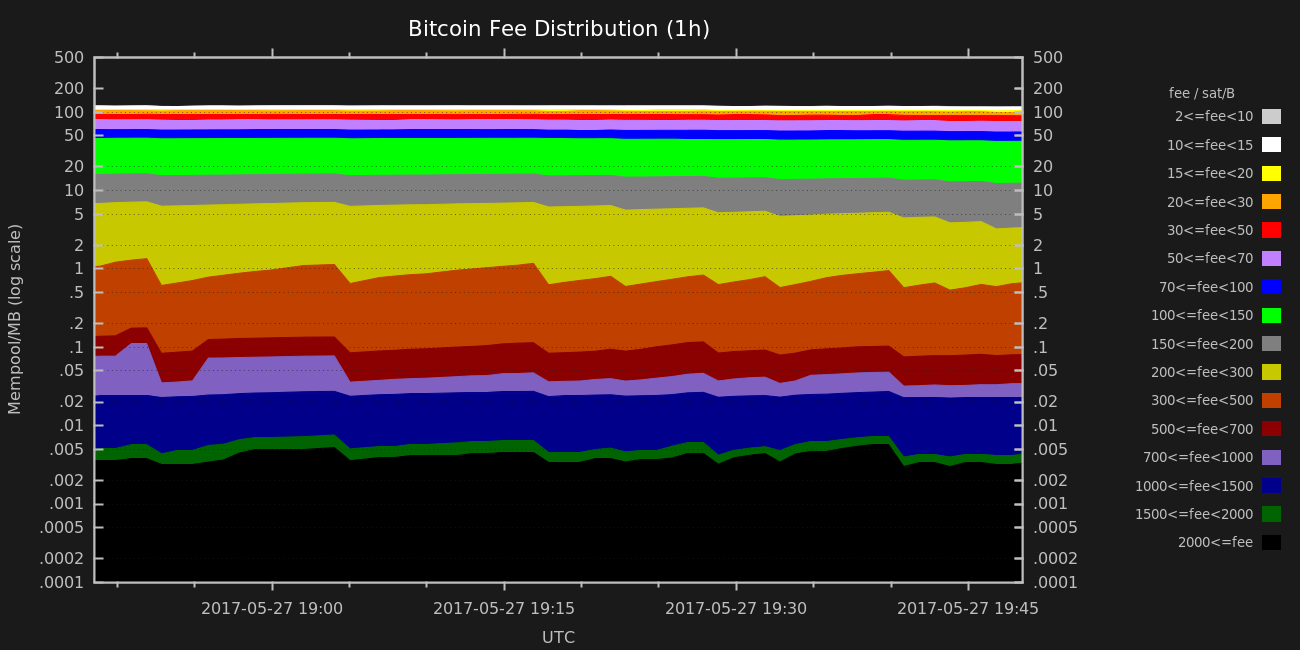 Bitcoin Fee Distribution (1h)
500 500
200 200
100 100
50 50
20 20
10 10
5 5
2 2
1 1
.5 .5
.2 .2
.1 .1
.05 .05
.02 .02
.01 .01
.005 .005
.002 .002
.001 .001
.0005 .0005
.0002 .0002
.0001 .0001
Mempool/MB (log scale)
2017-05-27 19:00 2017-05-27 19:15 2017-05-27 19:30 2017-05-27 19:45
UTC
fee / sat/B
2<=fee<10
10<=fee<15
15<=fee<20
20<=fee<30
30<=fee<50
50<=fee<70
70<=fee<100
100<=fee<150
150<=fee<200
200<=fee<300
300<=fee<500
500<=fee<700
700<=fee<1000
1000<=fee<1500
1500<=fee<2000
2000<=fee